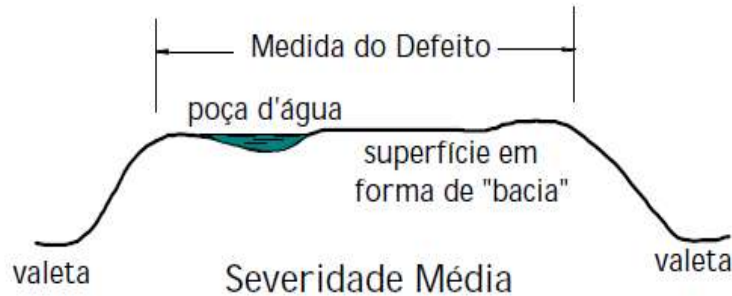 Medida do Defeito
poça d'água
superfície em
forma de "bacia"
valeta
Severidade Média
valeta